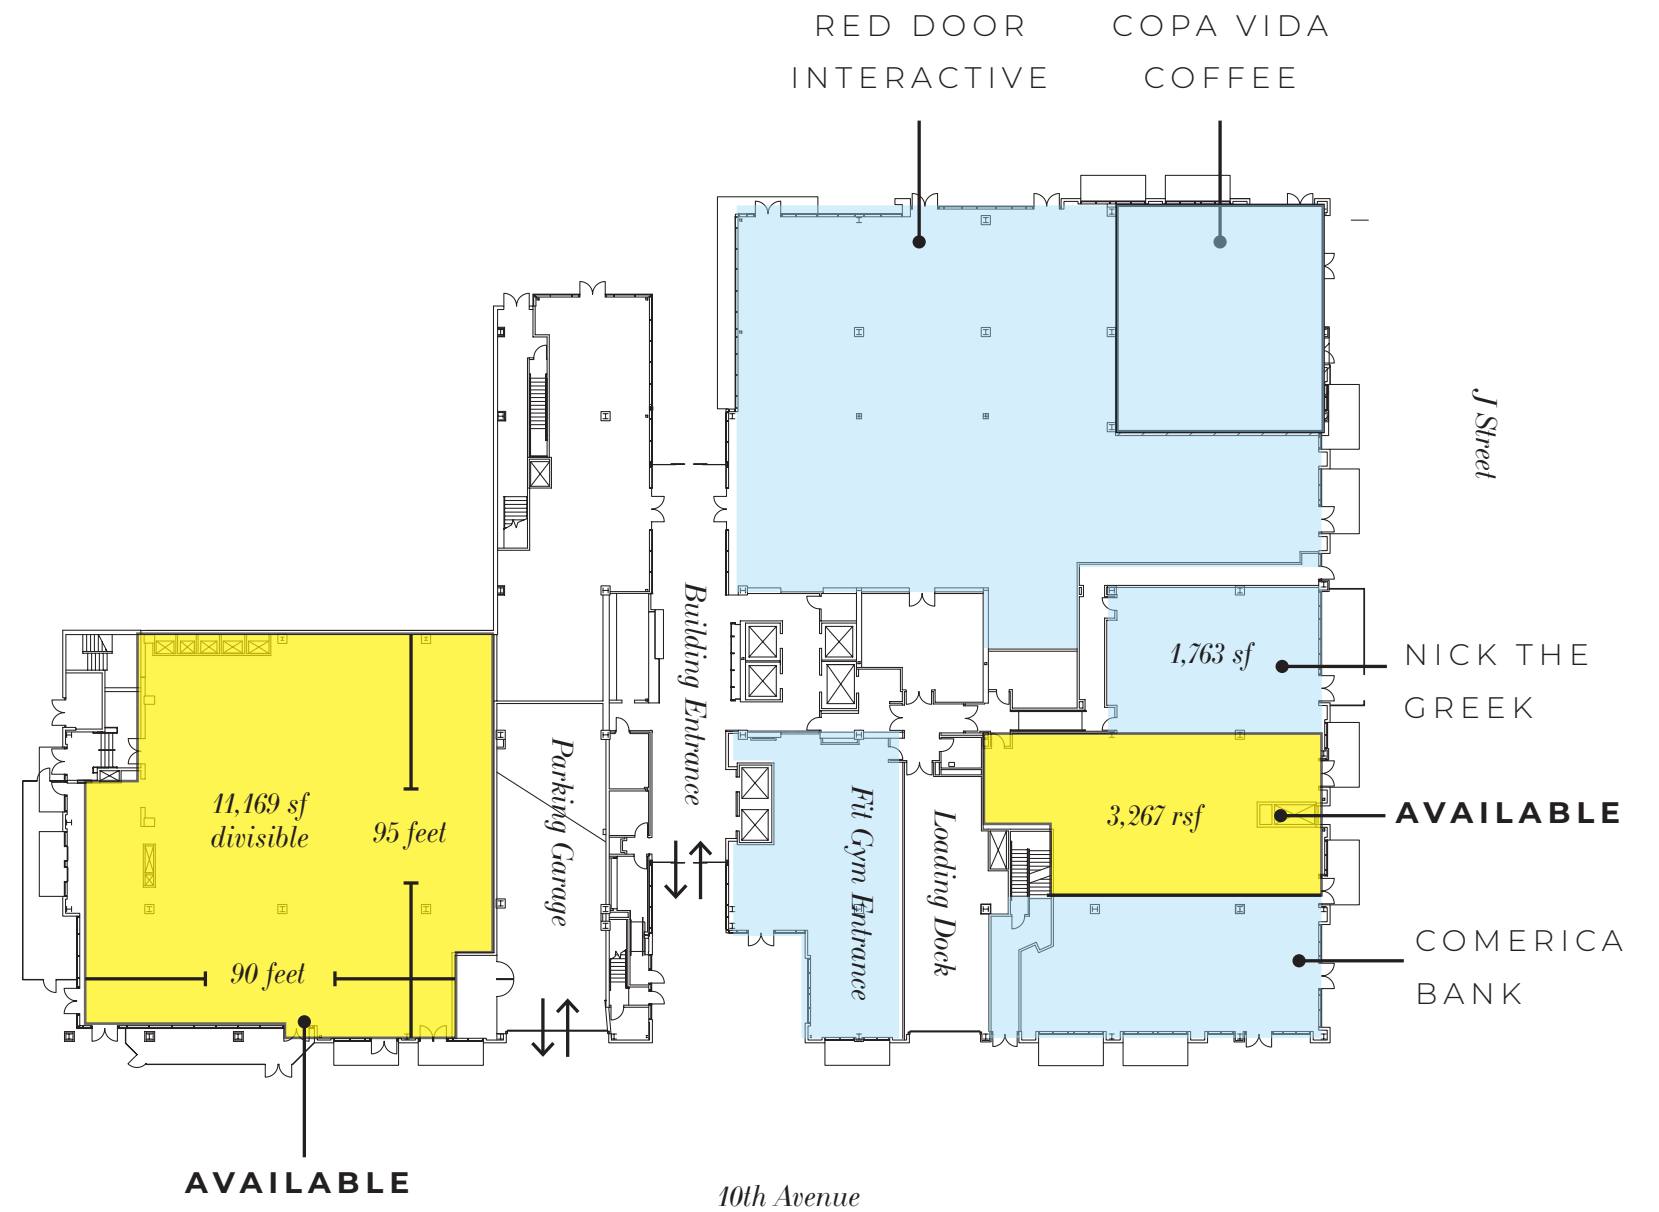 RED DOOR
INTERACTIVE
COPA VIDA
COFFEE
J Street
Building Entrance
1,763 sf
NICK THE
GREEK
Parking Garage
11,169 sf
divisible
95 feet
Fit Gym Entrance
Loading Dock
3,267 rsf
AVAILABLE
90 feet
COMERICA
BANK
AVAILABLE
10th Avenue